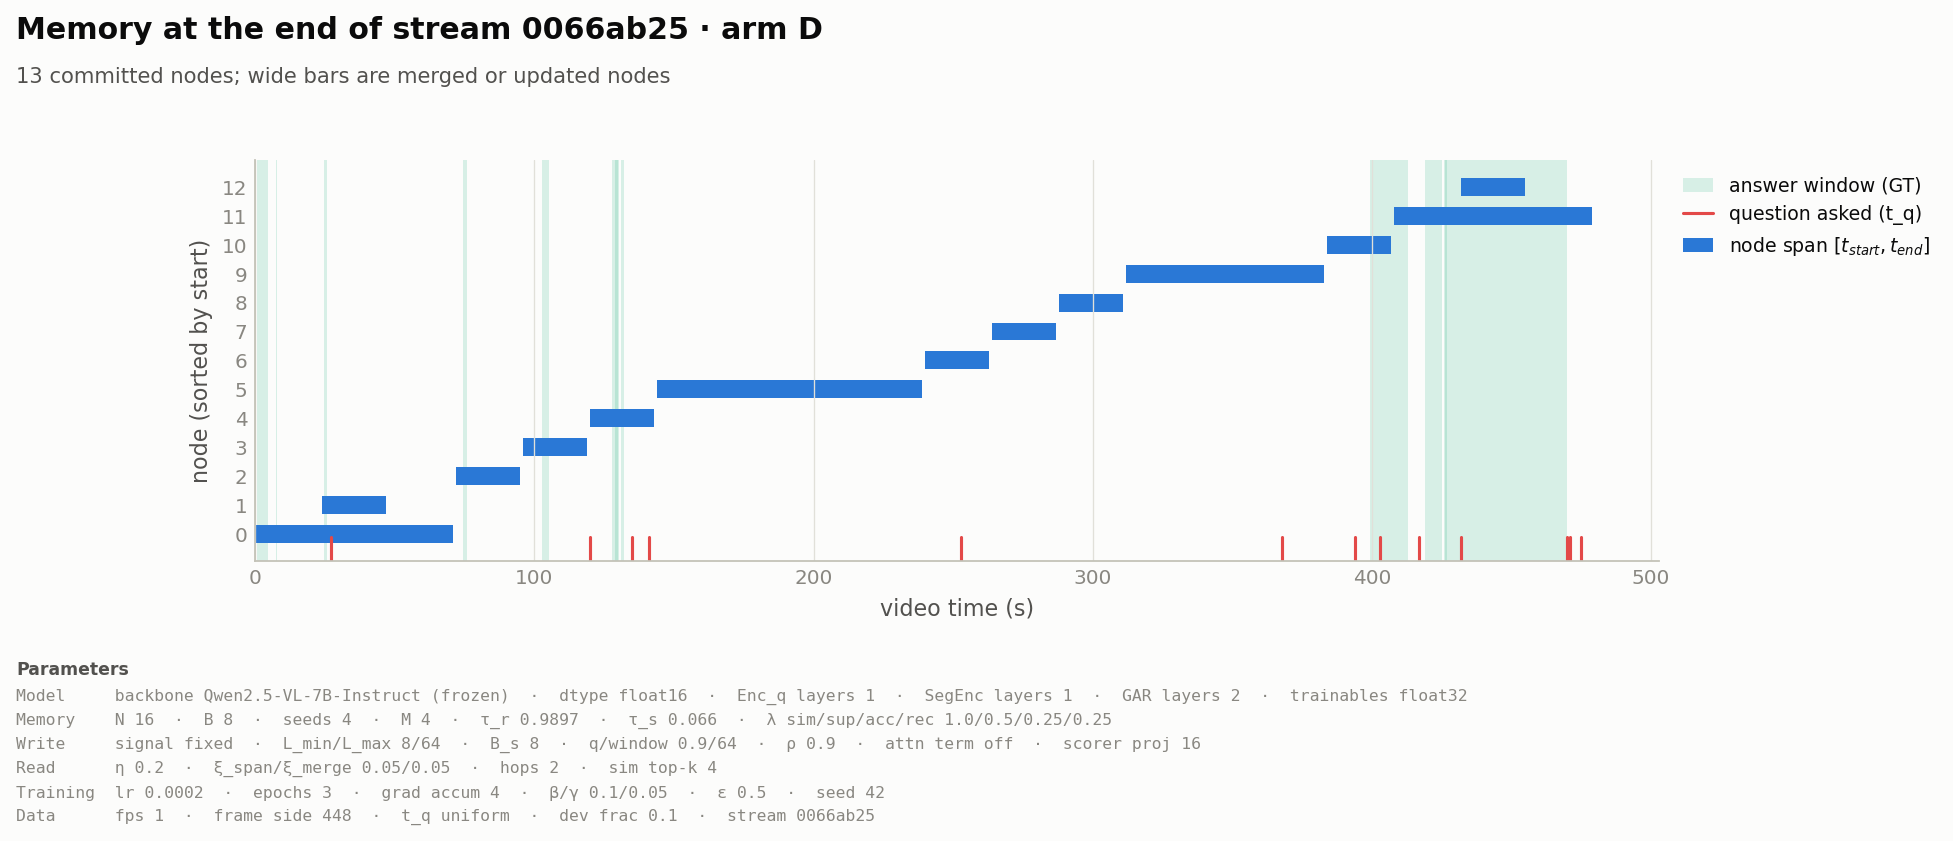 Memory at the end of stream 0066ab25 · arm D
13 committed nodes; wide bars are merged or updated nodes
node (sorted by start)
12
11
10
9
8
7
6
5
4
3
2
1
0
0 100 200 300 400 500
video time (s)
answer window (GT)
question asked (t_q)
node span [t_start, t_end]
Parameters
Model backbone Qwen2.5-VL-7B-Instruct (frozen) · dtype float16 · Enc_q layers 1 · SegEnc layers 1 · GAR layers 2 · trainables float32
Memory N 16 · B 8 · seeds 4 · M 4 · τ_r 0.9897 · τ_s 0.066 · λ sim/sup/acc/rec 1.0/0.5/0.25/0.25
Write signal fixed · L_min/L_max 8/64 · B_s 8 · q/window 0.9/64 · ρ 0.9 · attn term off · scorer proj 16
Read η 0.2 · ξ_span/ξ_merge 0.05/0.05 · hops 2 · sim top-k 4
Training lr 0.0002 · epochs 3 · grad accum 4 · β/γ 0.1/0.05 · ε 0.5 · seed 42
Data fps 1 · frame side 448 · t_q uniform · dev frac 0.1 · stream 0066ab25